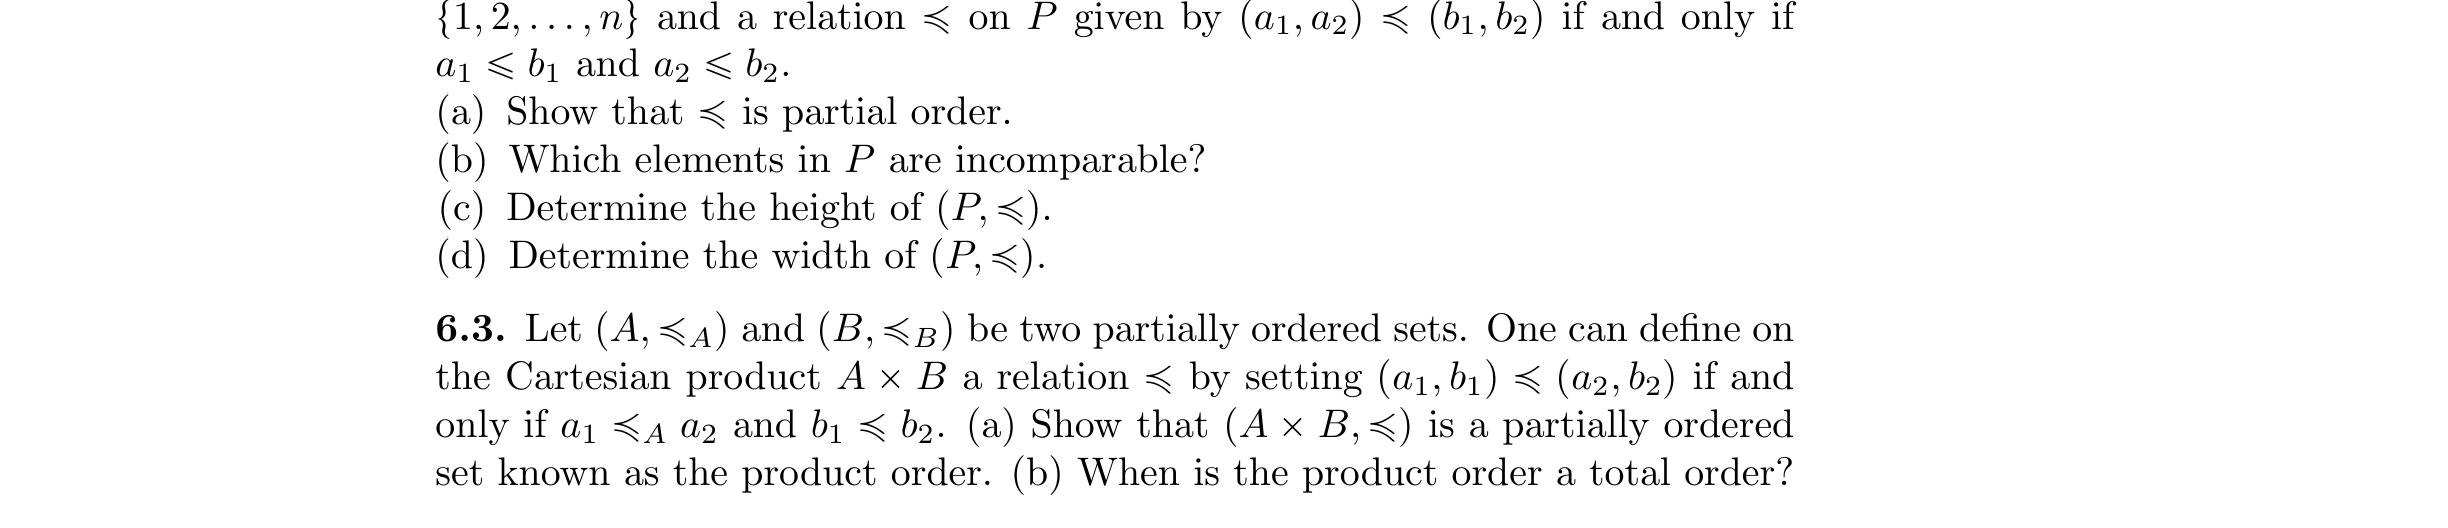 {1, 2, . . . , n} and a relation ≼ on P given by (a₁, a₂) ≼ (b₁, b₂) if and only if
a₁ ⩽ b₁ and a₂ ⩽ b₂.
(a) Show that ≼ is partial order.
(b) Which elements in P are incomparable?
(c) Determine the height of (P, ≼).
(d) Determine the width of (P, ≼).
6.3. Let (A, ≼_A) and (B, ≼_B) be two partially ordered sets. One can define on
the Cartesian product A × B a relation ≼ by setting (a₁, b₁) ≼ (a₂, b₂) if and
only if a₁ ≼_A a₂ and b₁ ≼ b₂. (a) Show that (A × B, ≼) is a partially ordered
set known as the product order. (b) When is the product order a total order?